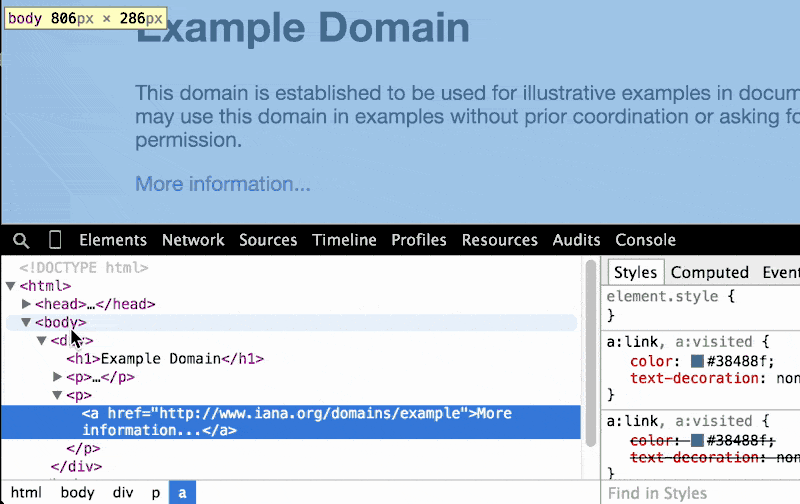 body 806px × 286px
Example Domain
This domain is established to be used for illustrative examples in docum
may use this domain in examples without prior coordination or asking fo
permission.
More information...
Elements Network Sources Timeline Profiles Resources Audits Console
<!DOCTYPE html>
▼<html>
▶<head>…</head>
▼<body>
▼<div>
<h1>Example Domain</h1>
▶<p>…</p>
▼<p>
<a href="http://www.iana.org/domains/example">More
information...</a>
</p>
</div>
html body div p a
Styles Computed Event
element.style {
}
a:link, a:visited {
color: #38488f;
text-decoration: non
}
a:link, a:visited {
color: #38488f;
text-decoration: non
}
Find in Styles